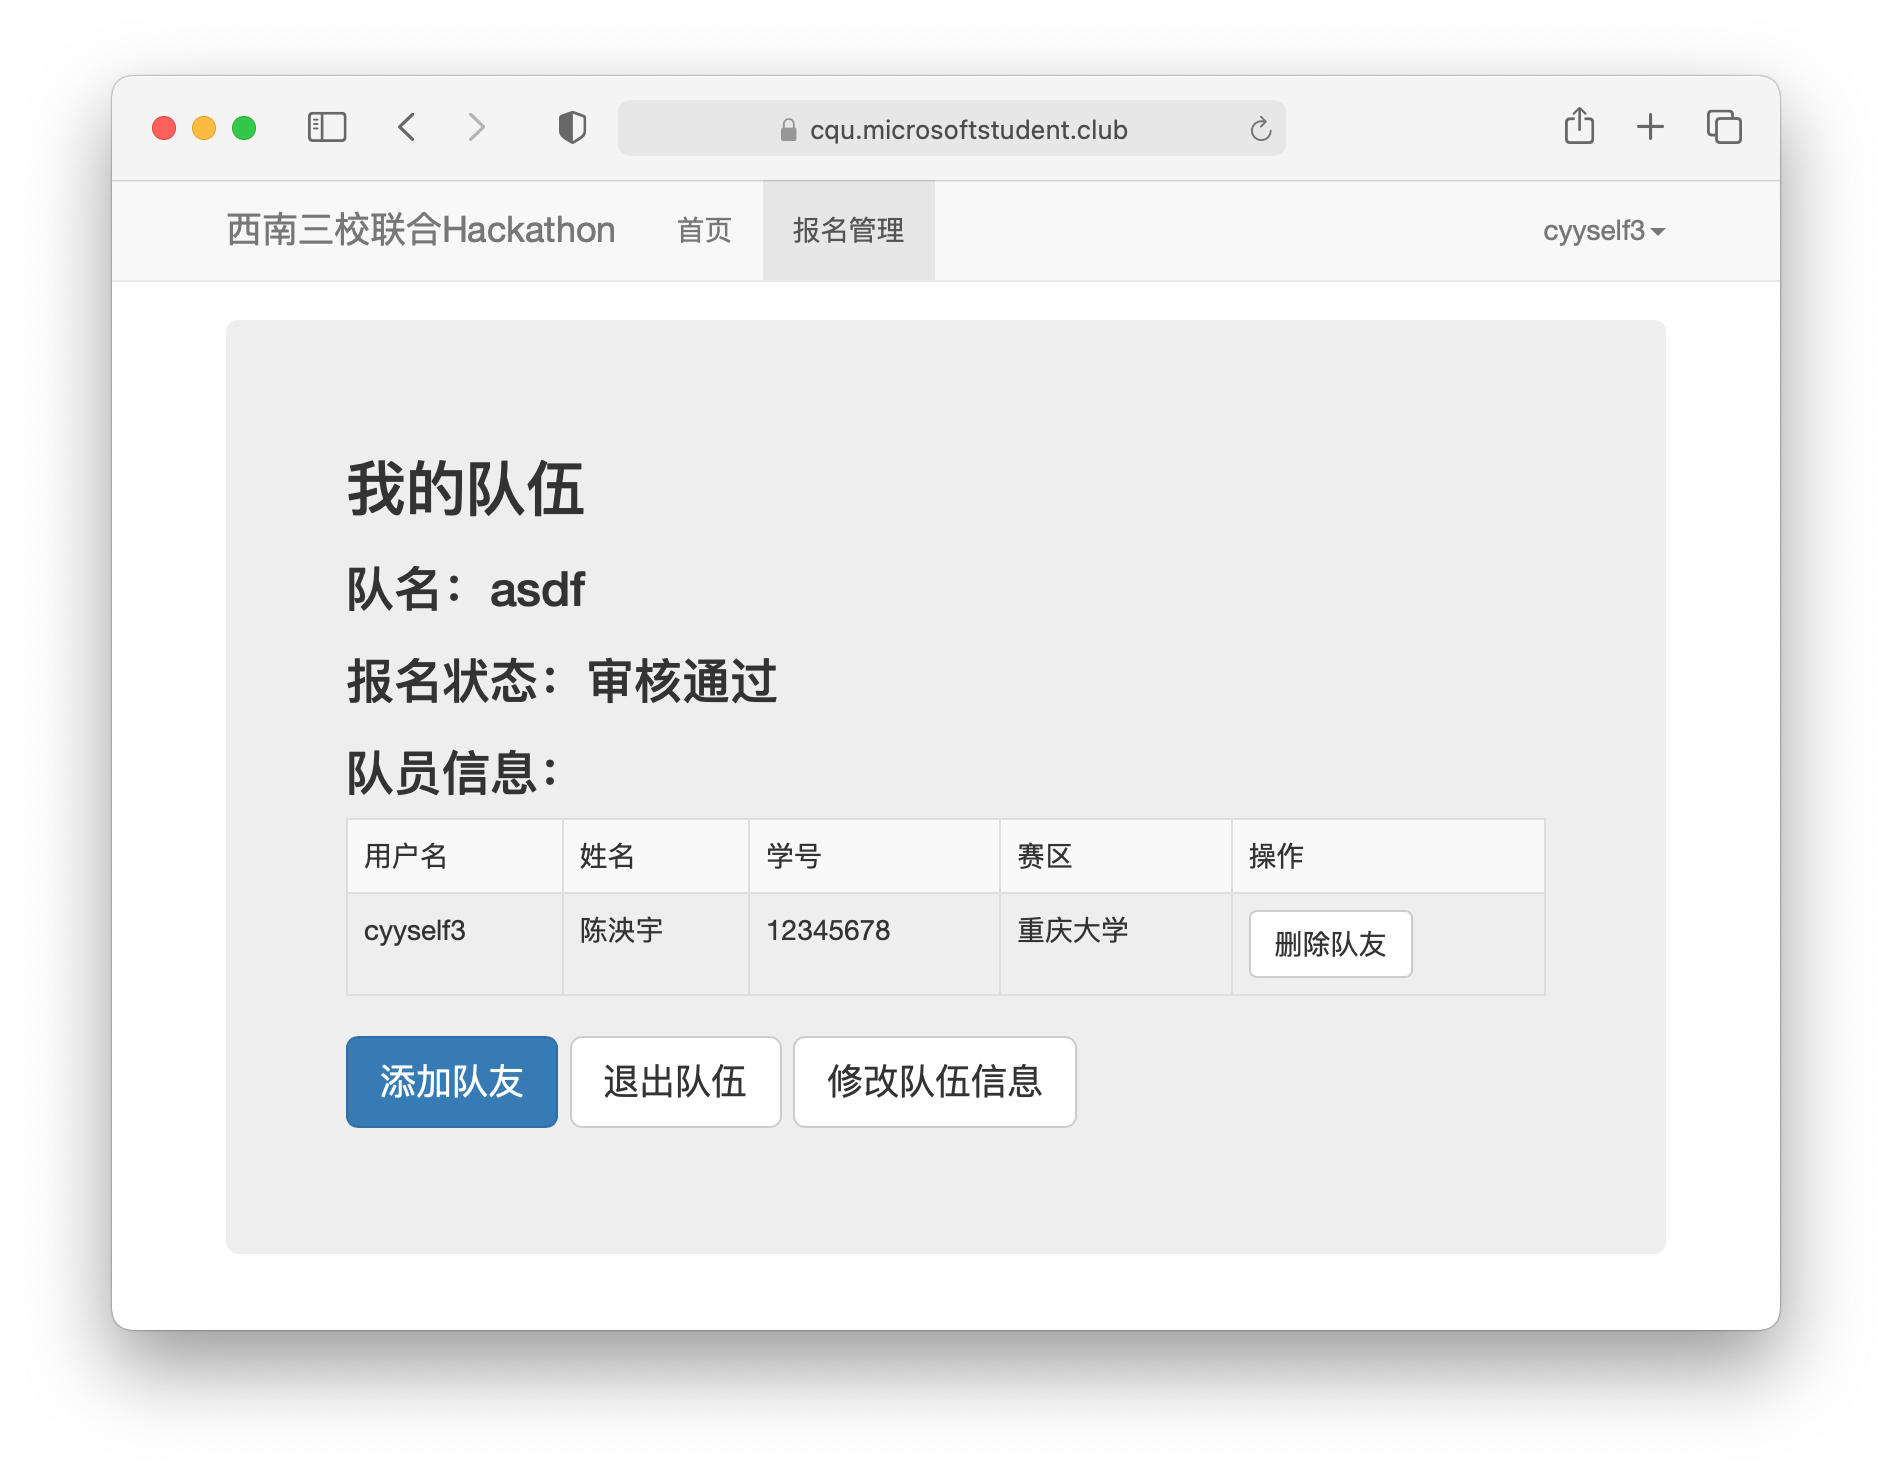 cqu.microsoftstudent.club
西南三校联合Hackathon 首页 报名管理 cyyself3
我的队伍
队名：asdf
报名状态：审核通过
队员信息：
用户名 姓名 学号 赛区 操作
cyyself3 陈泱宇 12345678 重庆大学 删除队友
添加队友 退出队伍 修改队伍信息